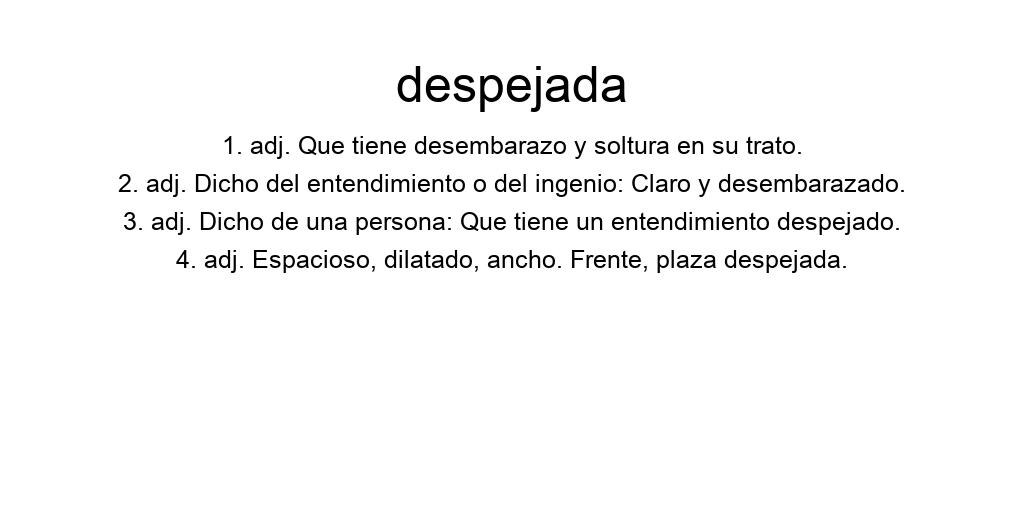 despejada
1. adj. Que tiene desembarazo y soltura en su trato.
2. adj. Dicho del entendimiento o del ingenio: Claro y desembarazado.
3. adj. Dicho de una persona: Que tiene un entendimiento despejado.
4. adj. Espacioso, dilatado, ancho. Frente, plaza despejada.